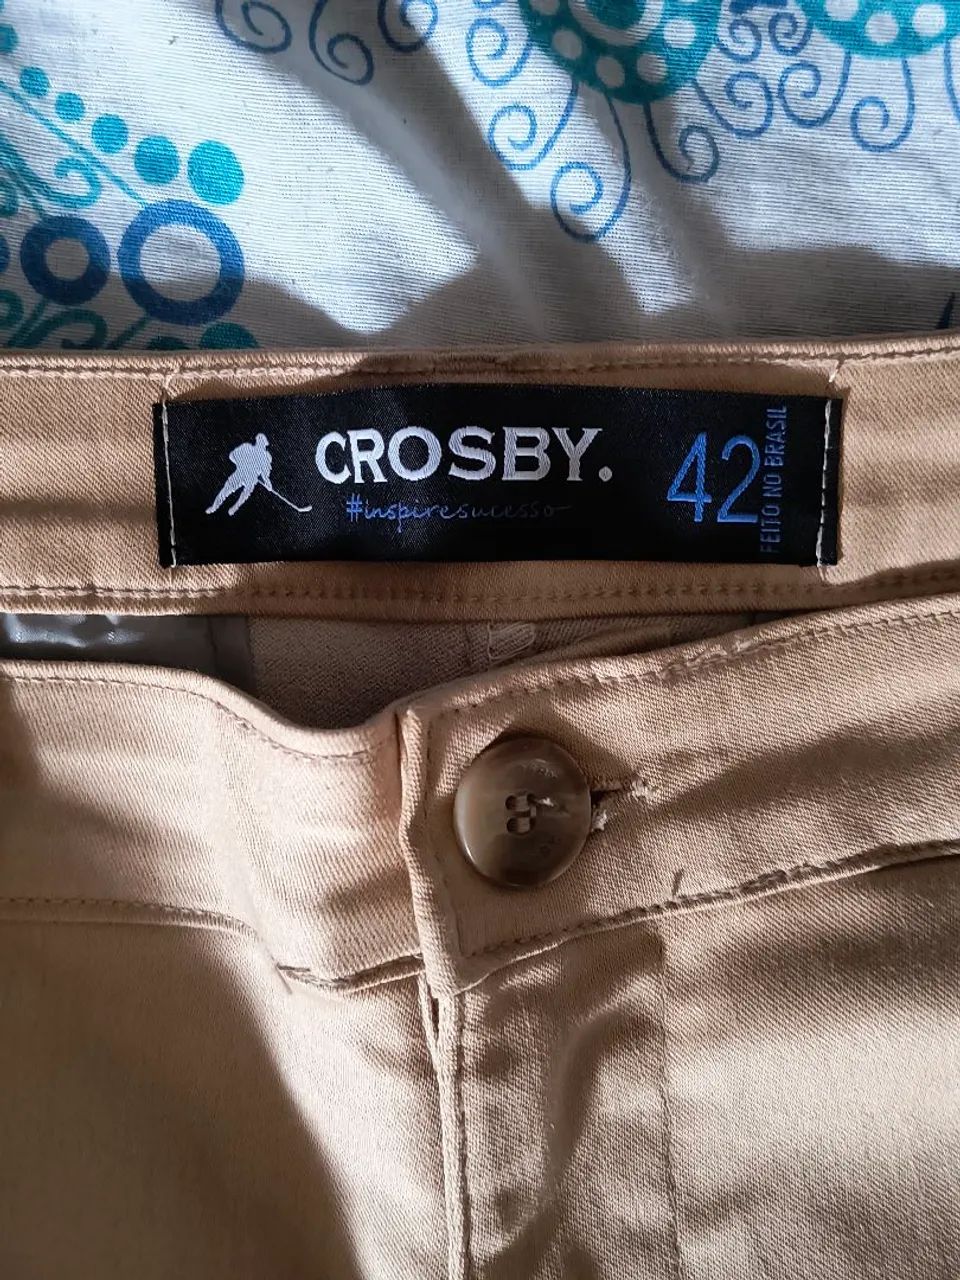 CROSBY.
#inspiresucesso
42
FEITO NO BRASIL